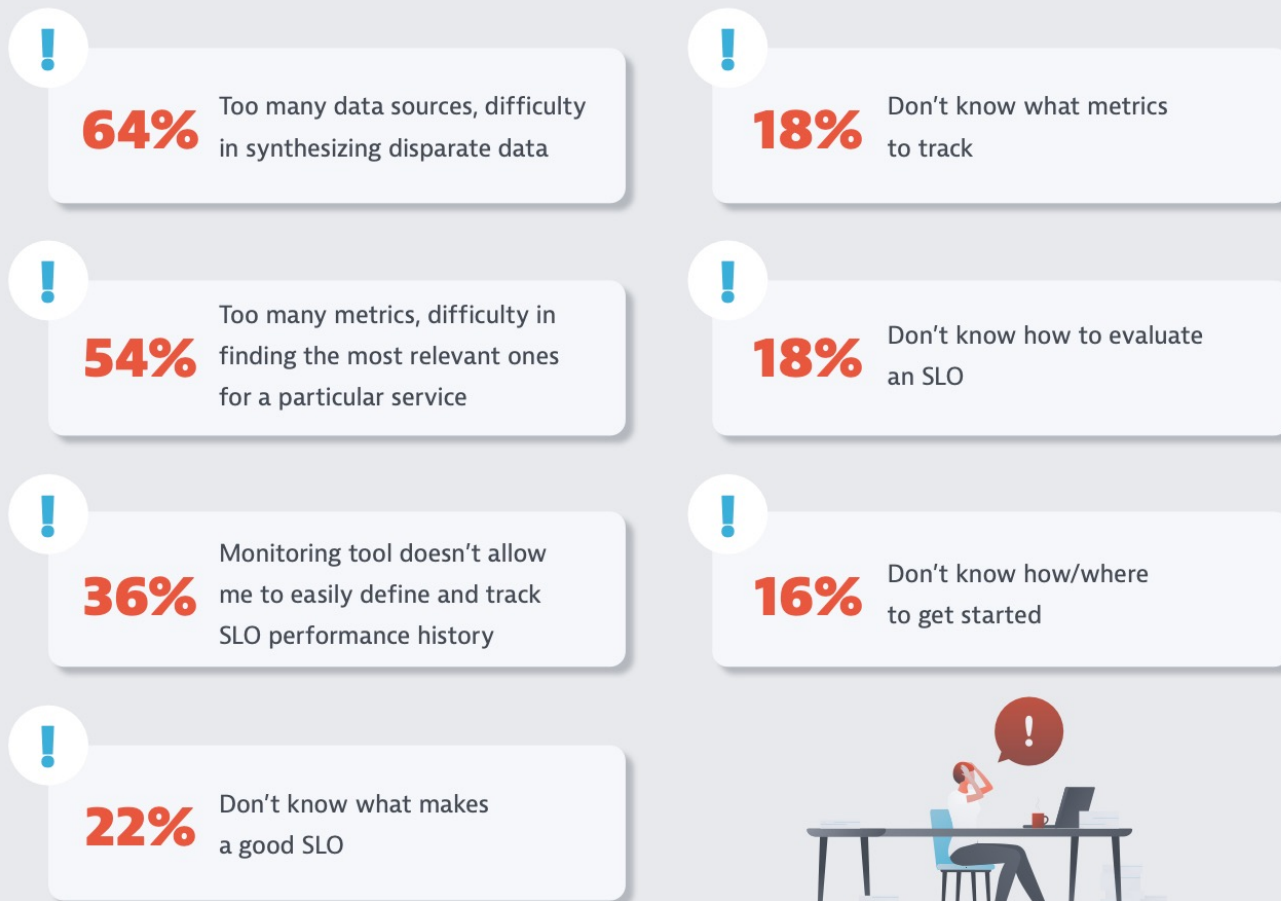 !
64%
Too many data sources, difficulty
in synthesizing disparate data
!
54%
Too many metrics, difficulty in
finding the most relevant ones
for a particular service
!
36%
Monitoring tool doesn't allow
me to easily define and track
SLO performance history
!
22%
Don't know what makes
a good SLO
!
18%
Don't know what metrics
to track
!
18%
Don't know how to evaluate
an SLO
!
16%
Don't know how/where
to get started
!